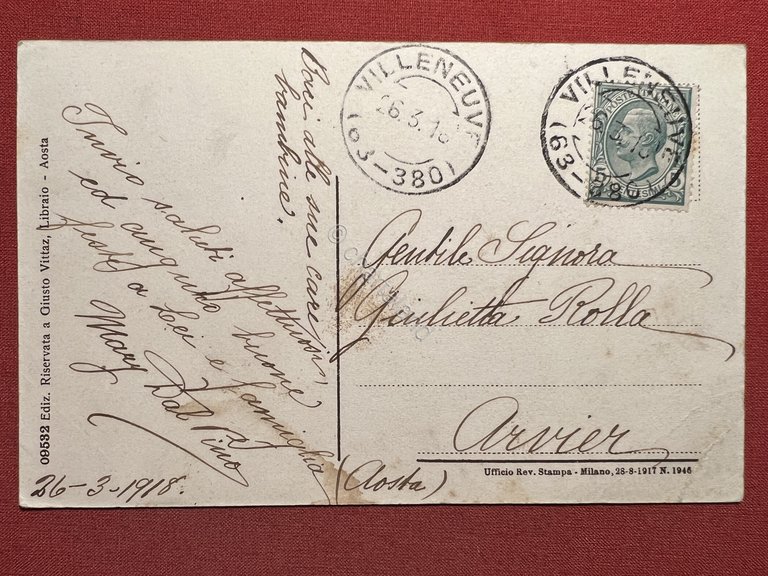 Baci alle sue care
bambine.
Invio saluti affettuosi
ed auguro buone
feste a Lei e famiglia
Mary Dal Pino
26-3-1918.
09532 Ediz. Riservata a Giusto Vittaz, Libraio - Aosta
VILLENEUVE
26.3.18
(63-380)
VILLENEUVE
(63-380)
POSTE
Gentile Signora
Giulietta Rolla
Arvier
(Aosta)
Ufficio Rev. Stampa - Milano, 28-8-1917 N. 1946